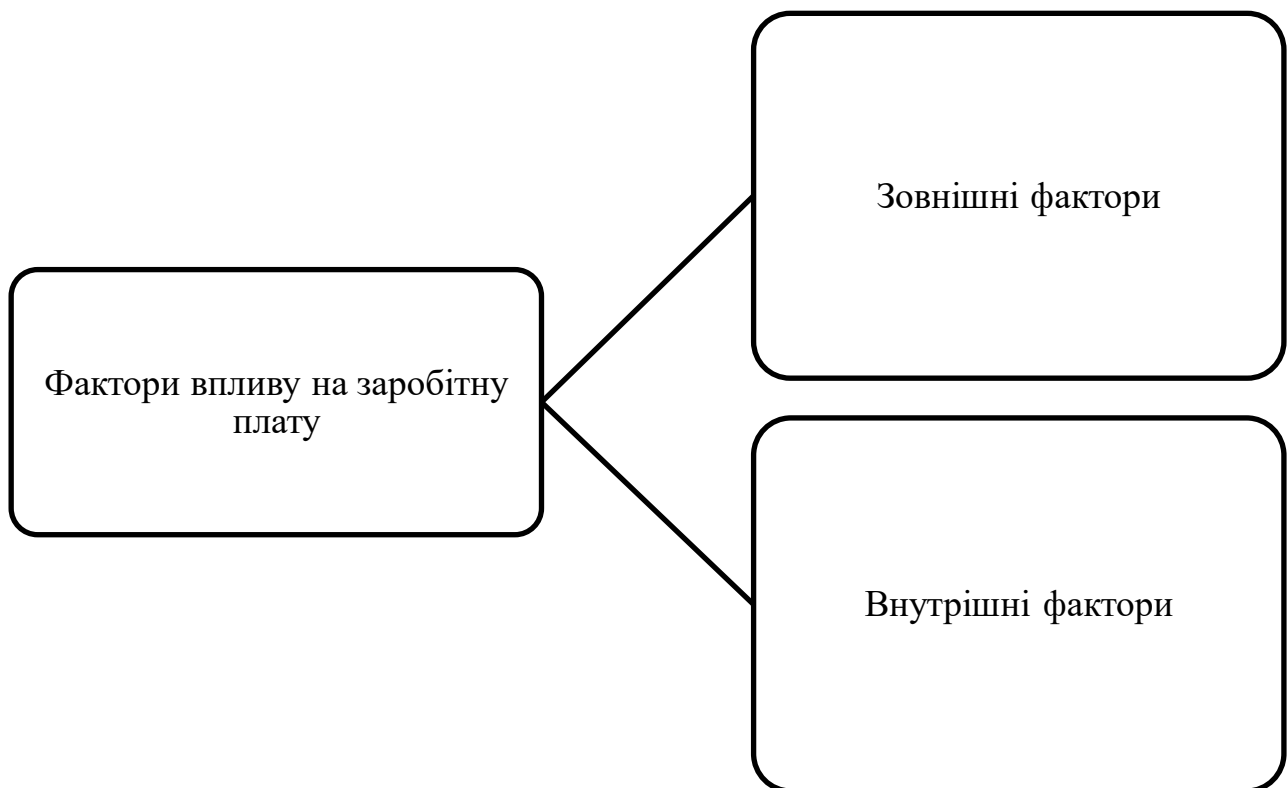 Зовнішні фактори
Фактори впливу на заробітну
плату
Внутрішні фактори